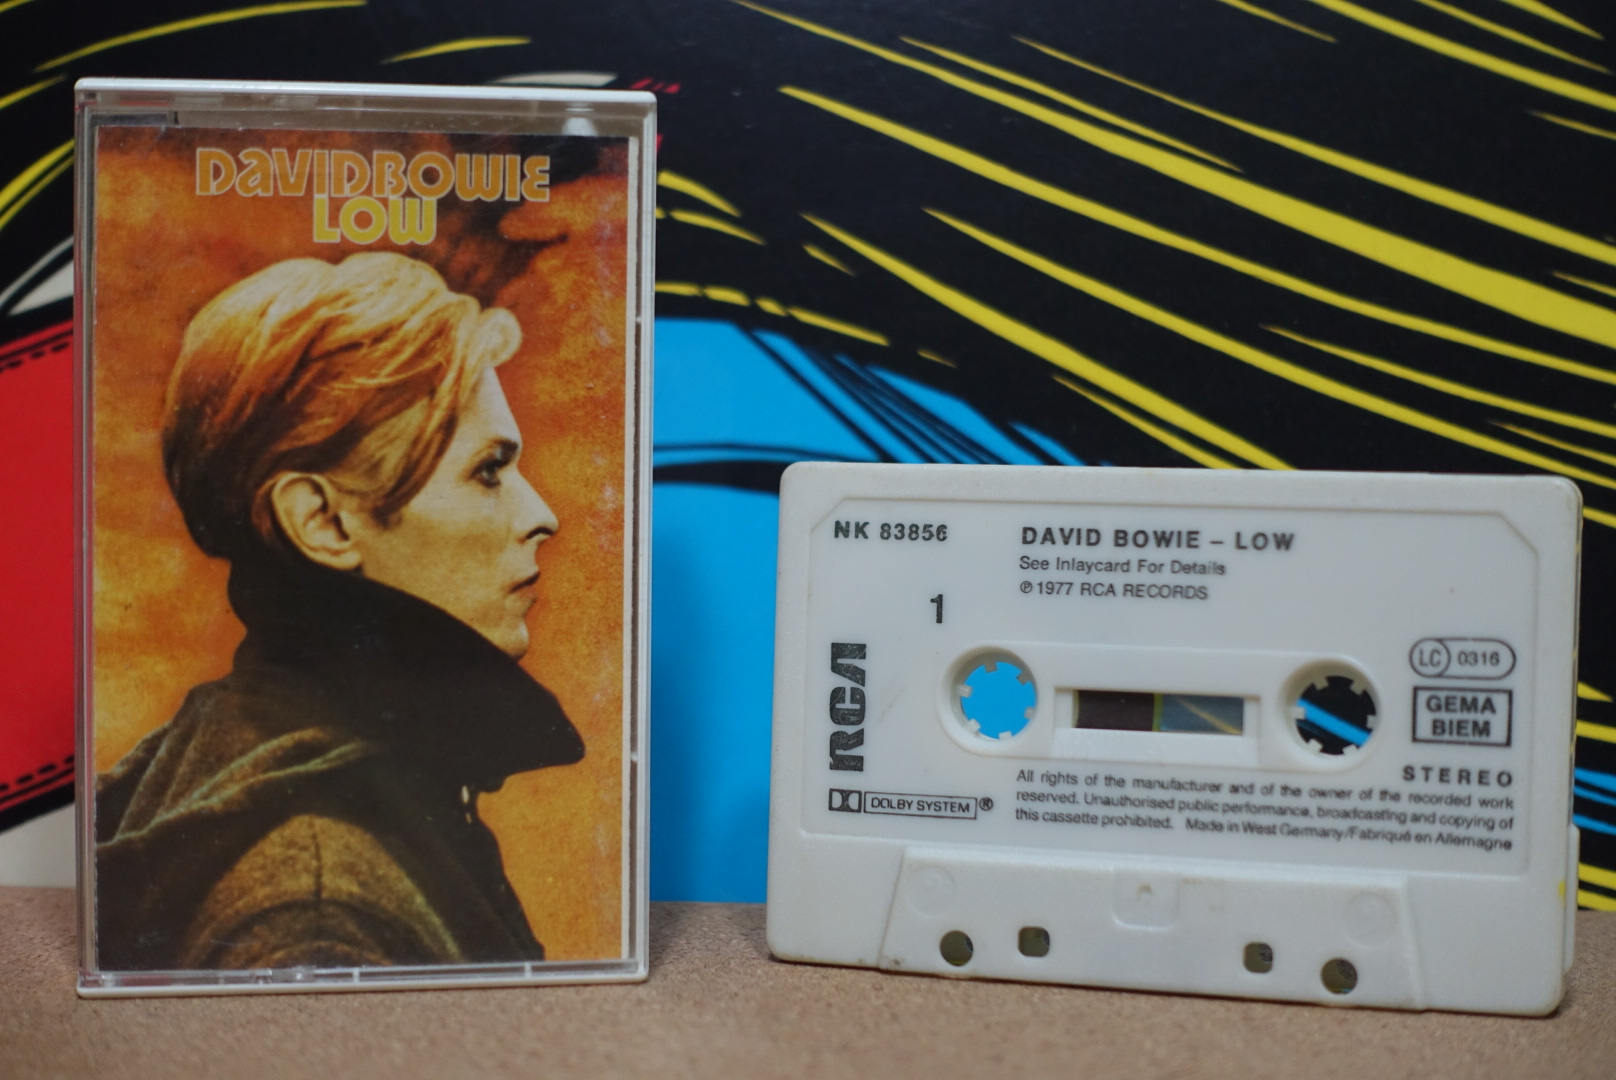 DAVID BOWIE
LOW
NK 83856
DAVID BOWIE – LOW
See Inlaycard For Details
℗ 1977 RCA RECORDS
1
RCA
LC 0316
GEMA
BIEM
STEREO
DOLBY SYSTEM ®
All rights of the manufacturer and of the owner of the recorded work
reserved. Unauthorised public performance, broadcasting and copying of
this cassette prohibited. Made in West Germany/Fabriqué en Allemagne